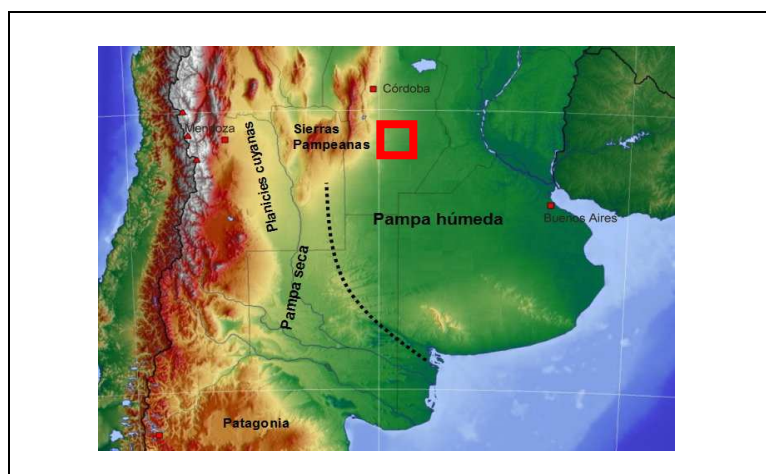 Córdoba
Mendoza
Sierras
Pampeanas
Planicies cuyanas
Pampa húmeda
Buenos Aires
Pampa seca
Patagonia